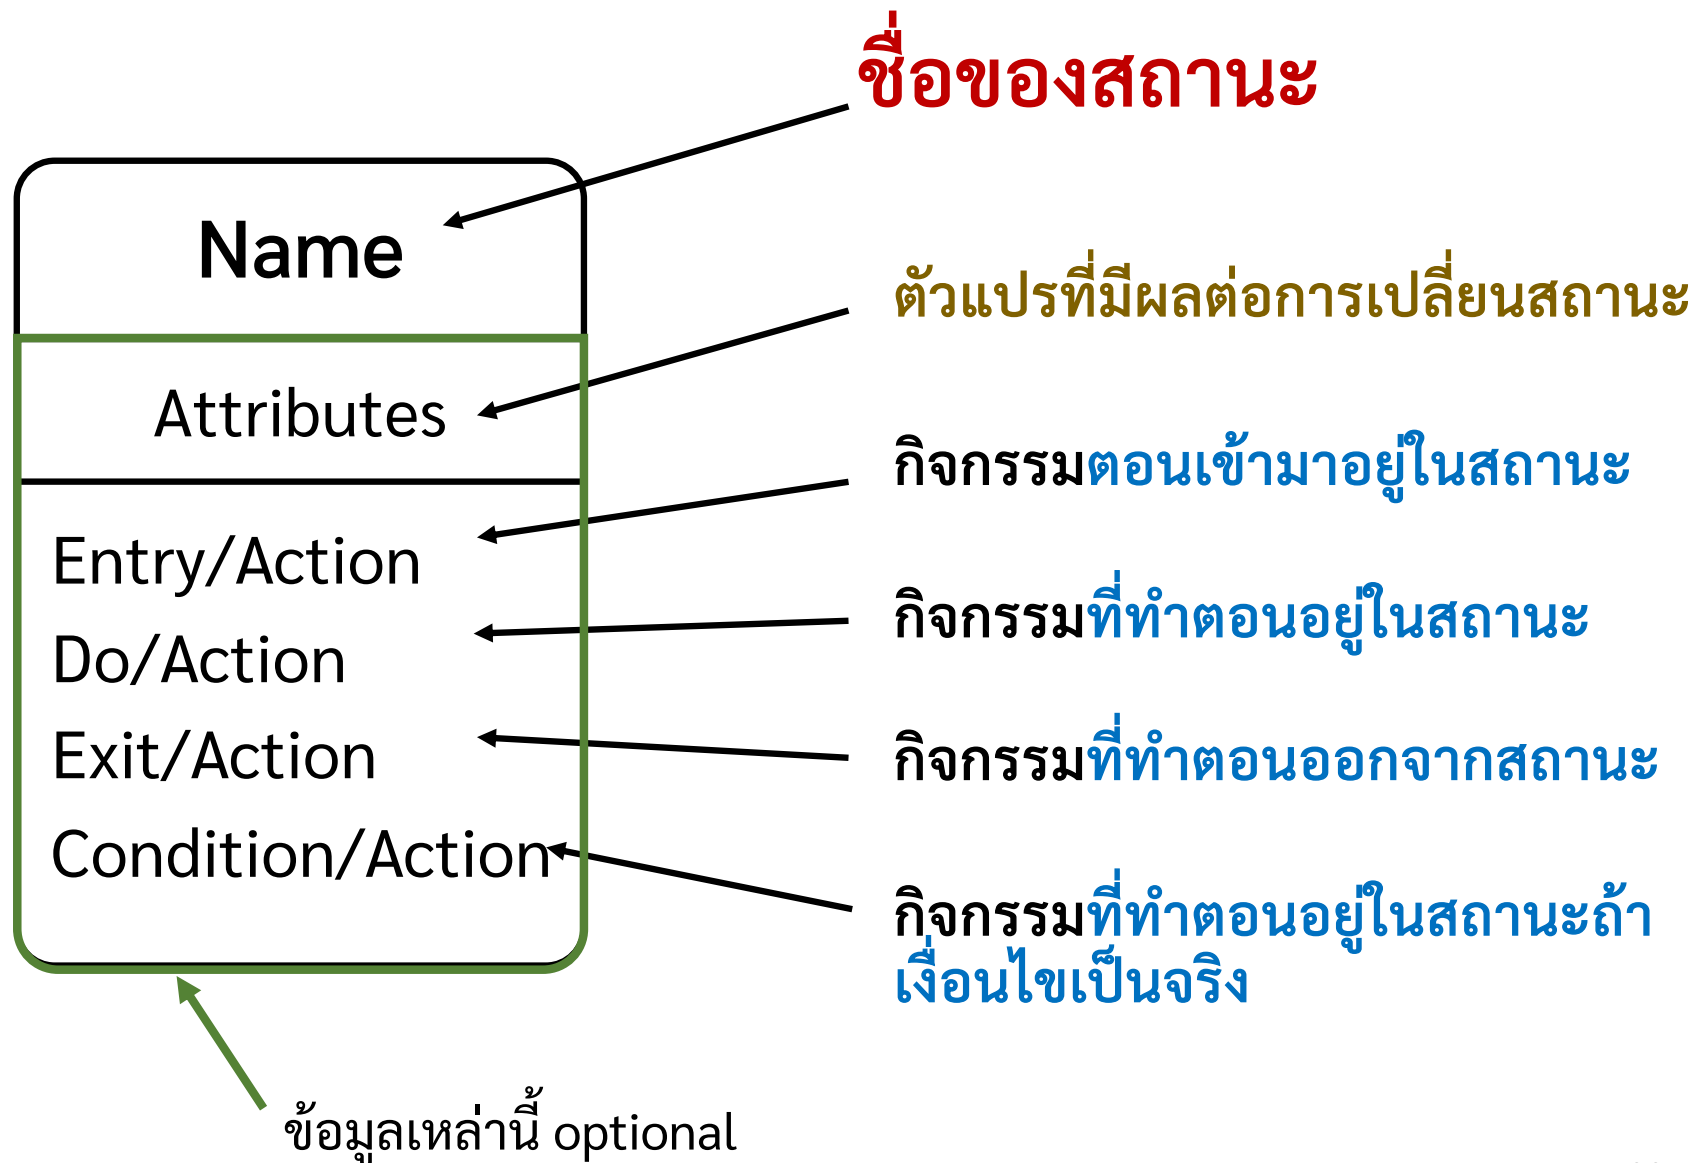 ชื่อของสถานะ
Name
ตัวแปรที่มีผลต่อการเปลี่ยนสถานะ
Attributes
กิจกรรมตอนเข้ามาอยู่ในสถานะ
Entry/Action
กิจกรรมที่ทำตอนอยู่ในสถานะ
Do/Action
กิจกรรมที่ทำตอนออกจากสถานะ
Exit/Action
Condition/Action
กิจกรรมที่ทำตอนอยู่ในสถานะถ้า
เงื่อนไขเป็นจริง
ข้อมูลเหล่านี้ optional